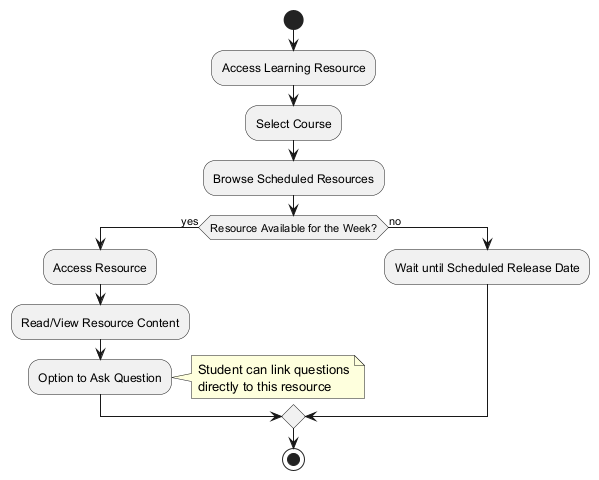 Access Learning Resource
Select Course
Browse Scheduled Resources
Resource Available for the Week?
yes
no
Access Resource
Wait until Scheduled Release Date
Read/View Resource Content
Option to Ask Question
Student can link questions
directly to this resource